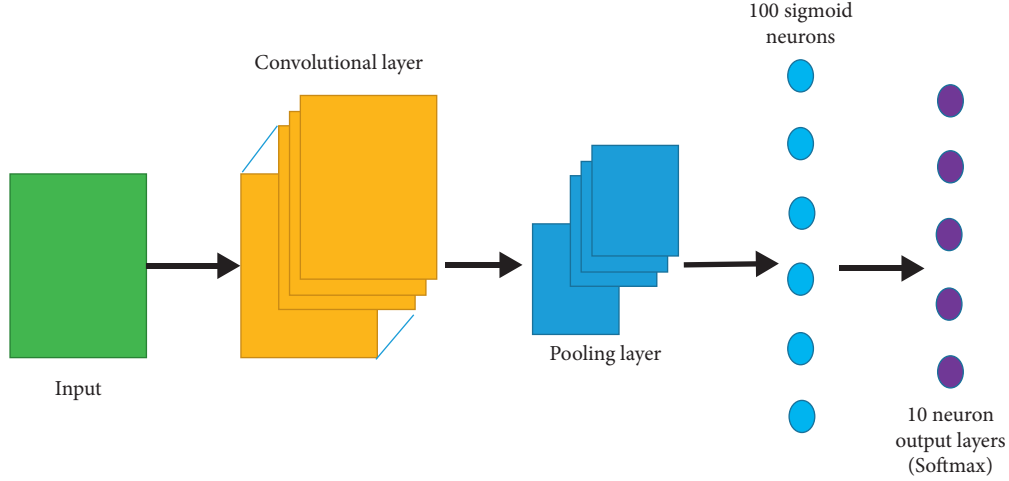 100 sigmoid
neurons
Convolutional layer
Input
Pooling layer
10 neuron
output layers
(Softmax)